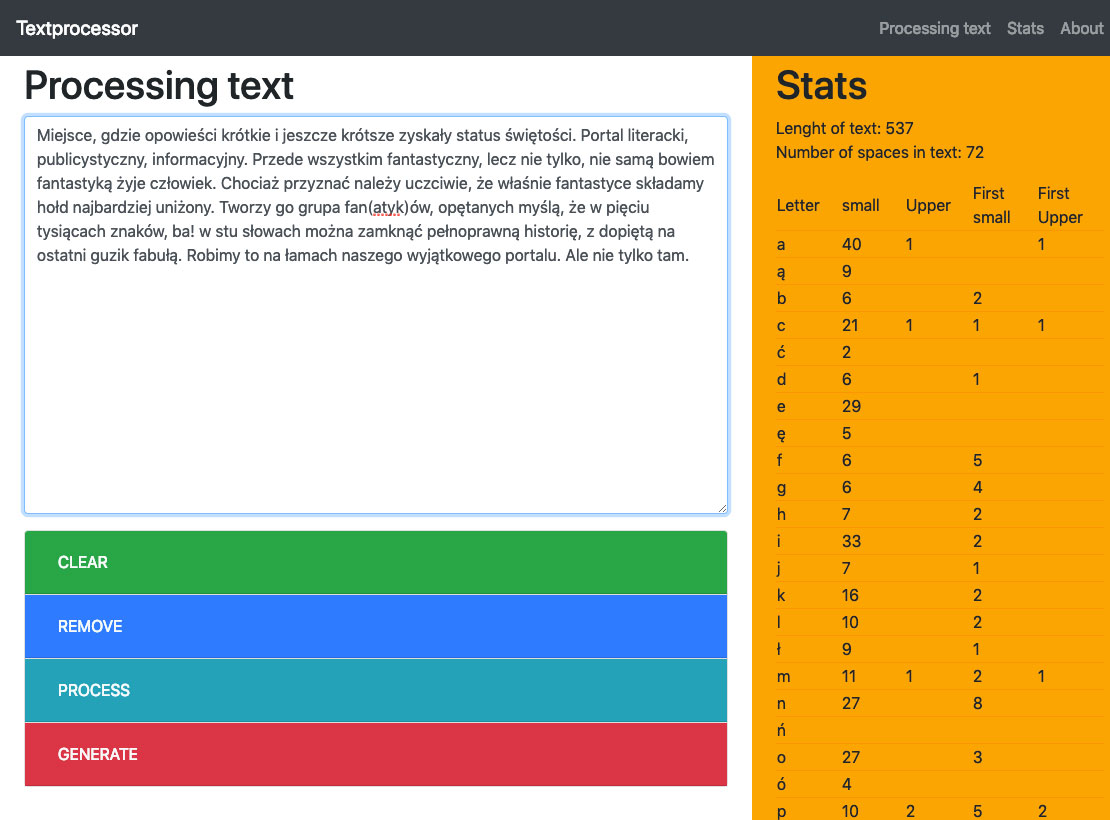 Textprocessor
Processing text Stats About
Processing text
Miejsce, gdzie opowieści krótkie i jeszcze krótsze zyskały status świętości. Portal literacki,
publicystyczny, informacyjny. Przede wszystkim fantastyczny, lecz nie tylko, nie samą bowiem
fantastyką żyje człowiek. Chociaż przyznać należy uczciwie, że właśnie fantastyce składamy
hołd najbardziej uniżony. Tworzy go grupa fan(atyk)ów, opętanych myślą, że w pięciu
tysiącach znaków, ba! w stu słowach można zamknąć pełnoprawną historię, z dopiętą na
ostatni guzik fabułą. Robimy to na łamach naszego wyjątkowego portalu. Ale nie tylko tam.
CLEAR
REMOVE
PROCESS
GENERATE
Stats
Lenght of text: 537
Number of spaces in text: 72
Letter small Upper First small First Upper
a 40 1 1
ą 9
b 6 2
c 21 1 1 1
ć 2
d 6 1
e 29
ę 5
f 6 5
g 6 4
h 7 2
i 33 2
j 7 1
k 16 2
l 10 2
ł 9 1
m 11 1 2 1
n 27 8
ń
o 27 3
ó 4
p 10 2 5 2